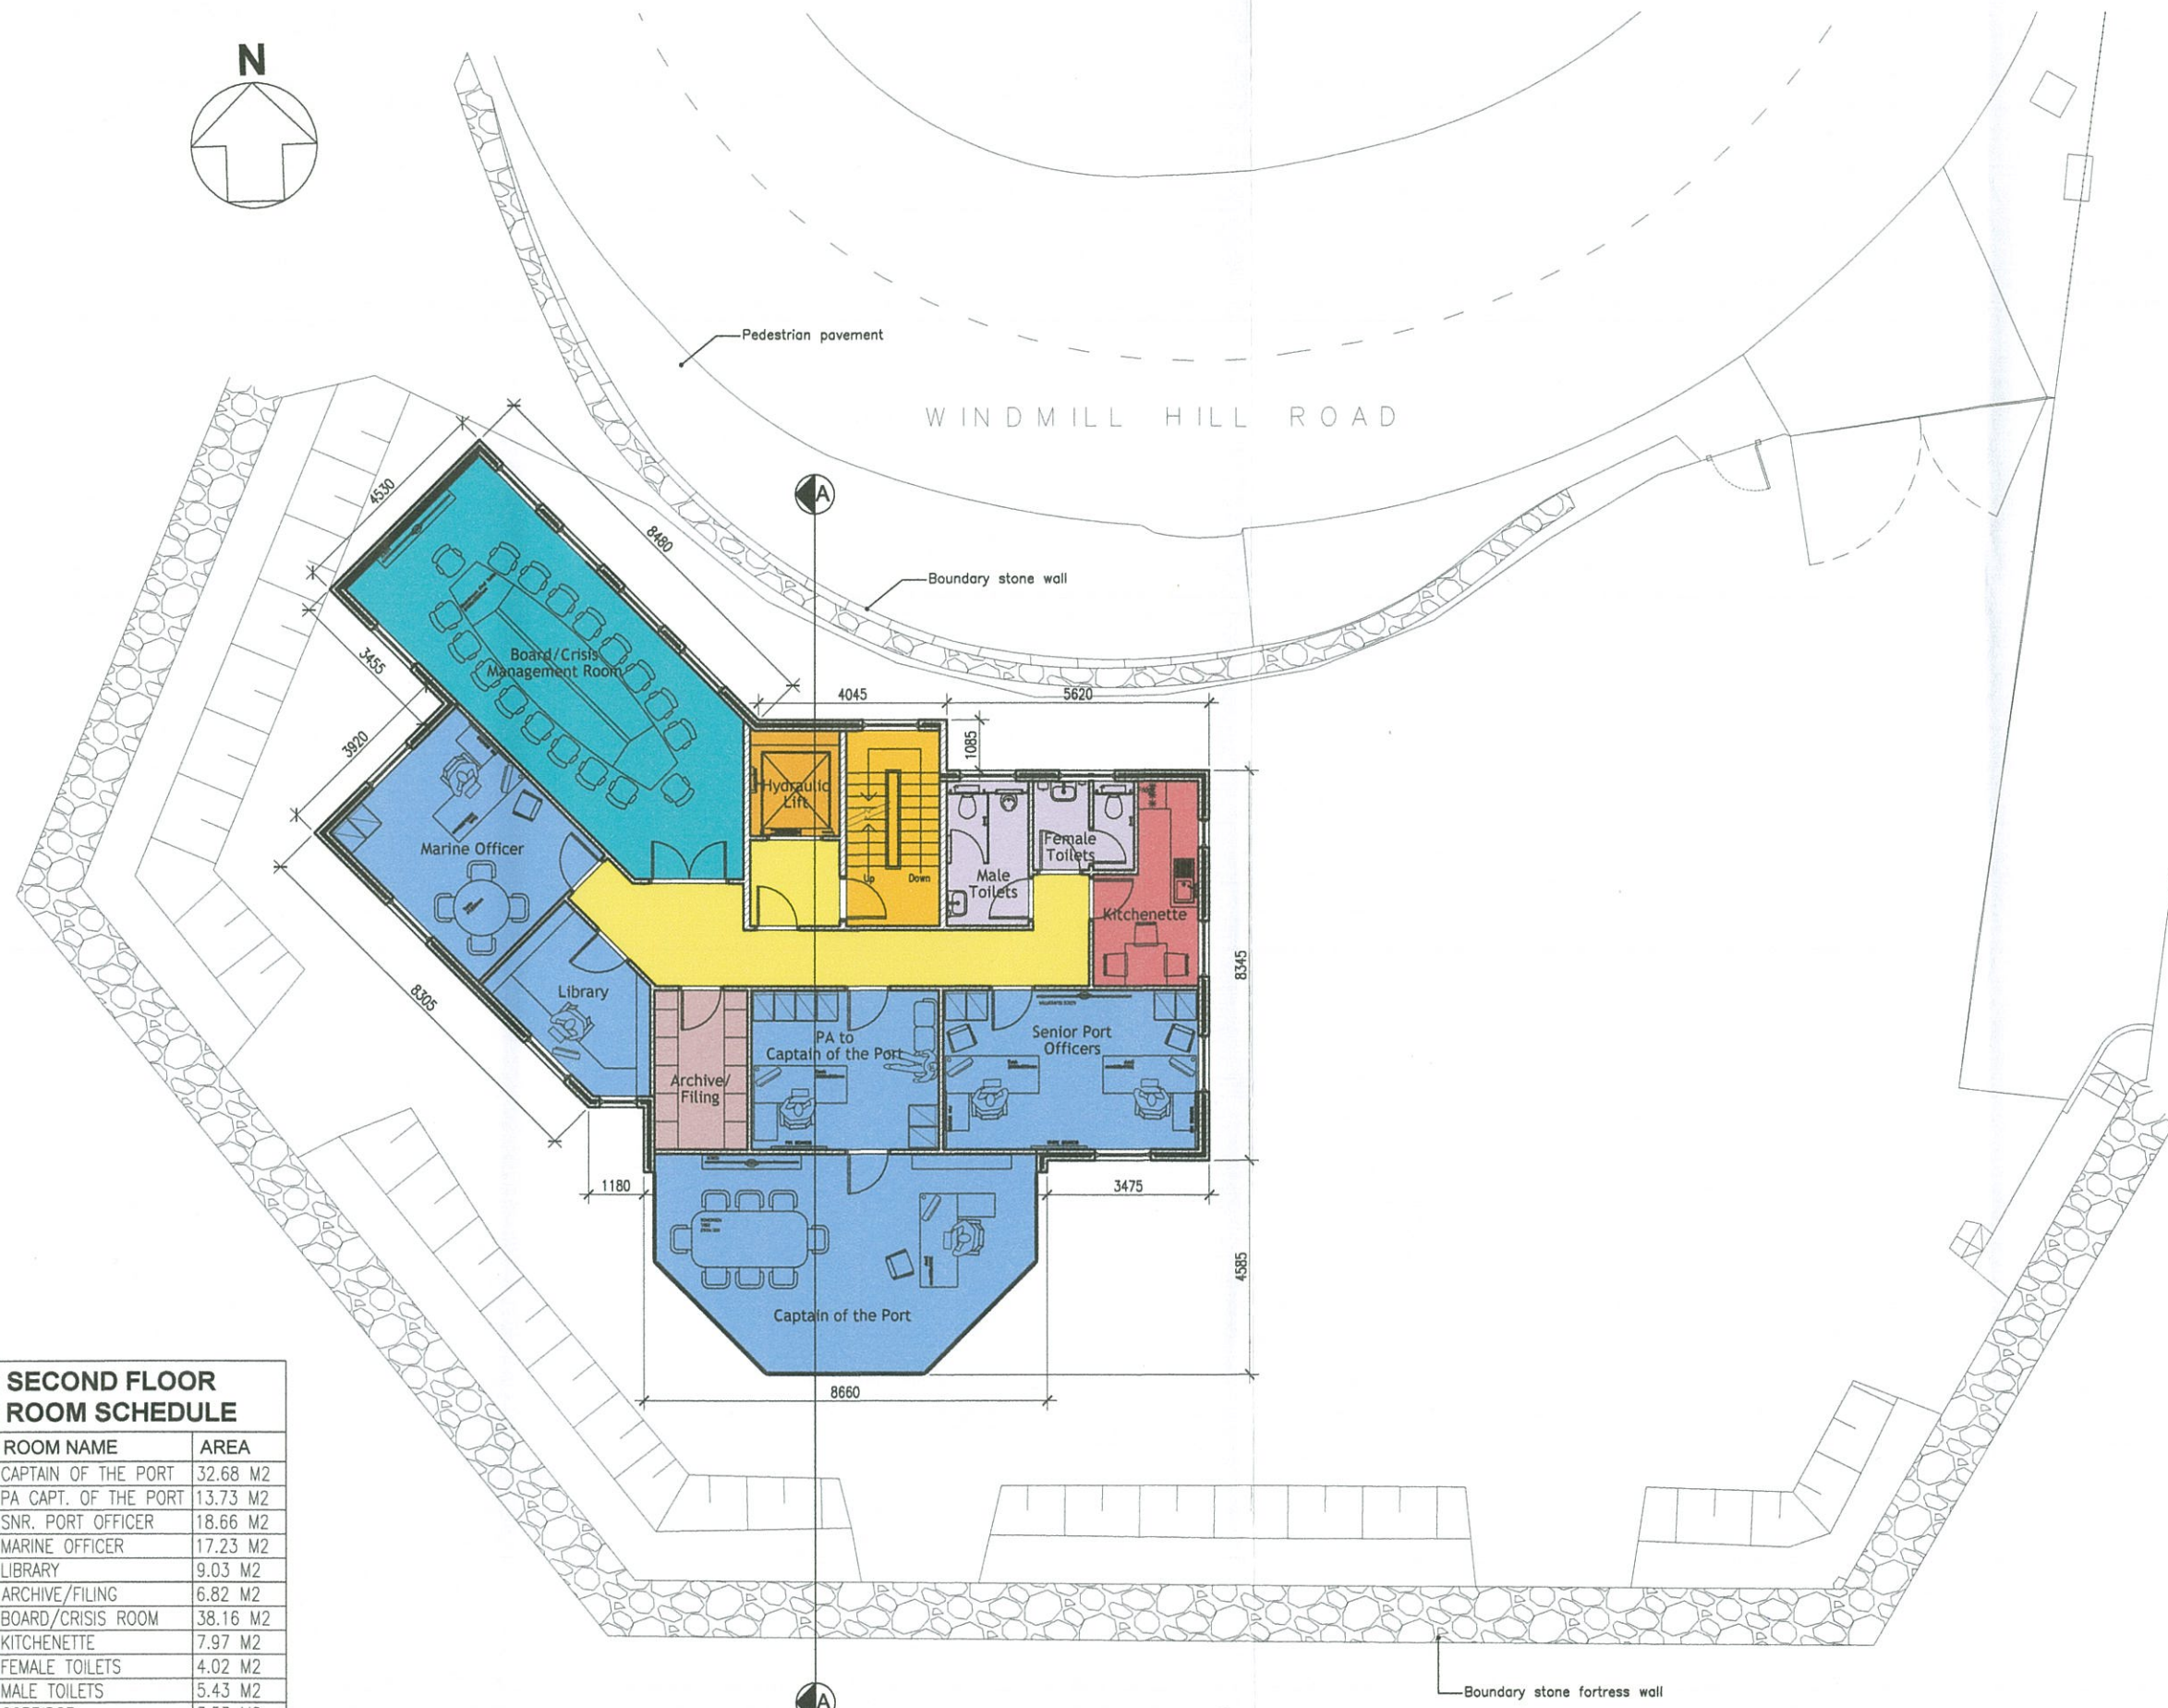 N
Pedestrian pavement
WINDMILL HILL ROAD
Boundary stone wall
A
4530
8480
3455
3920
8305
4045
5620
1085
8345
4585
1180
3475
8660
Board/Crisis
Management Room
Hydraulic
Lift
Up
Down
Marine Officer
Male
Toilets
Female
Toilets
Kitchenette
Library
Archive/
Filing
PA to
Captain of the Port
Senior Port
Officers
Captain of the Port
SECOND FLOOR
ROOM SCHEDULE
ROOM NAME AREA
CAPTAIN OF THE PORT 32.68 M2
PA CAPT. OF THE PORT 13.73 M2
SNR. PORT OFFICER 18.66 M2
MARINE OFFICER 17.23 M2
LIBRARY 9.03 M2
ARCHIVE/FILING 6.82 M2
BOARD/CRISIS ROOM 38.16 M2
KITCHENETTE 7.97 M2
FEMALE TOILETS 4.02 M2
MALE TOILETS 5.43 M2
A
Boundary stone fortress wall